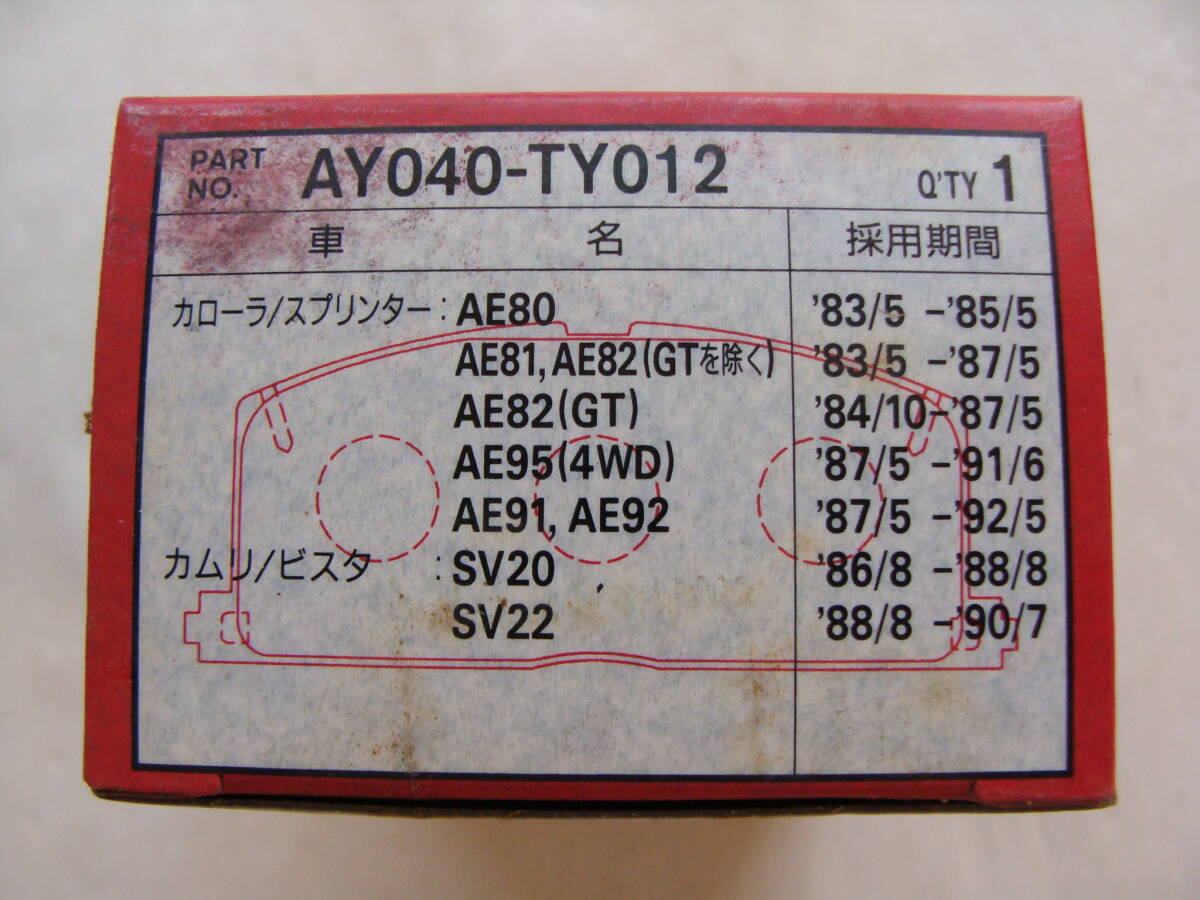 PART NO. AY040-TY012 Q'TY 1
車名 採用期間
カローラ/スプリンター: AE80 '83/5 -'85/5
AE81, AE82(GTを除く) '83/5 -'87/5
AE82(GT) '84/10-'87/5
AE95(4WD) '87/5 -'91/6
AE91, AE92 '87/5 -'92/5
カムリ/ビスタ : SV20 '86/8 -'88/8
SV22 '88/8 -'90/7